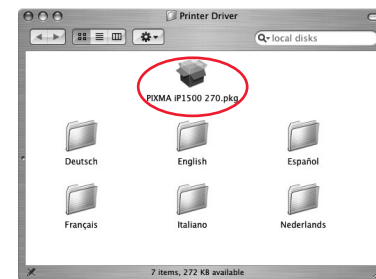 Printer Driver
local disks
PIXMA iP1500 270.pkg
Deutsch English Español
Français Italiano Nederlands
7 items, 272 KB available